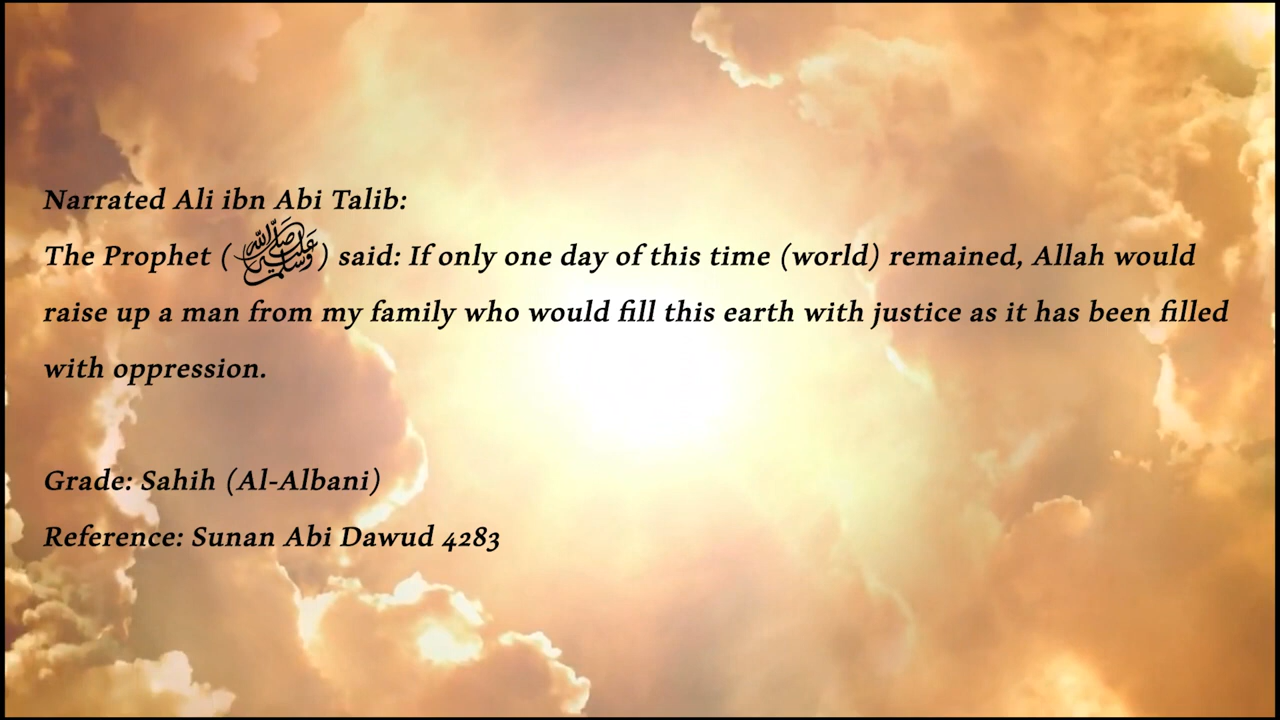 Narrated Ali ibn Abi Talib:
The Prophet (ﷺ) said: If only one day of this time (world) remained, Allah would
raise up a man from my family who would fill this earth with justice as it has been filled
with oppression.
Grade: Sahih (Al-Albani)
Reference: Sunan Abi Dawud 4283